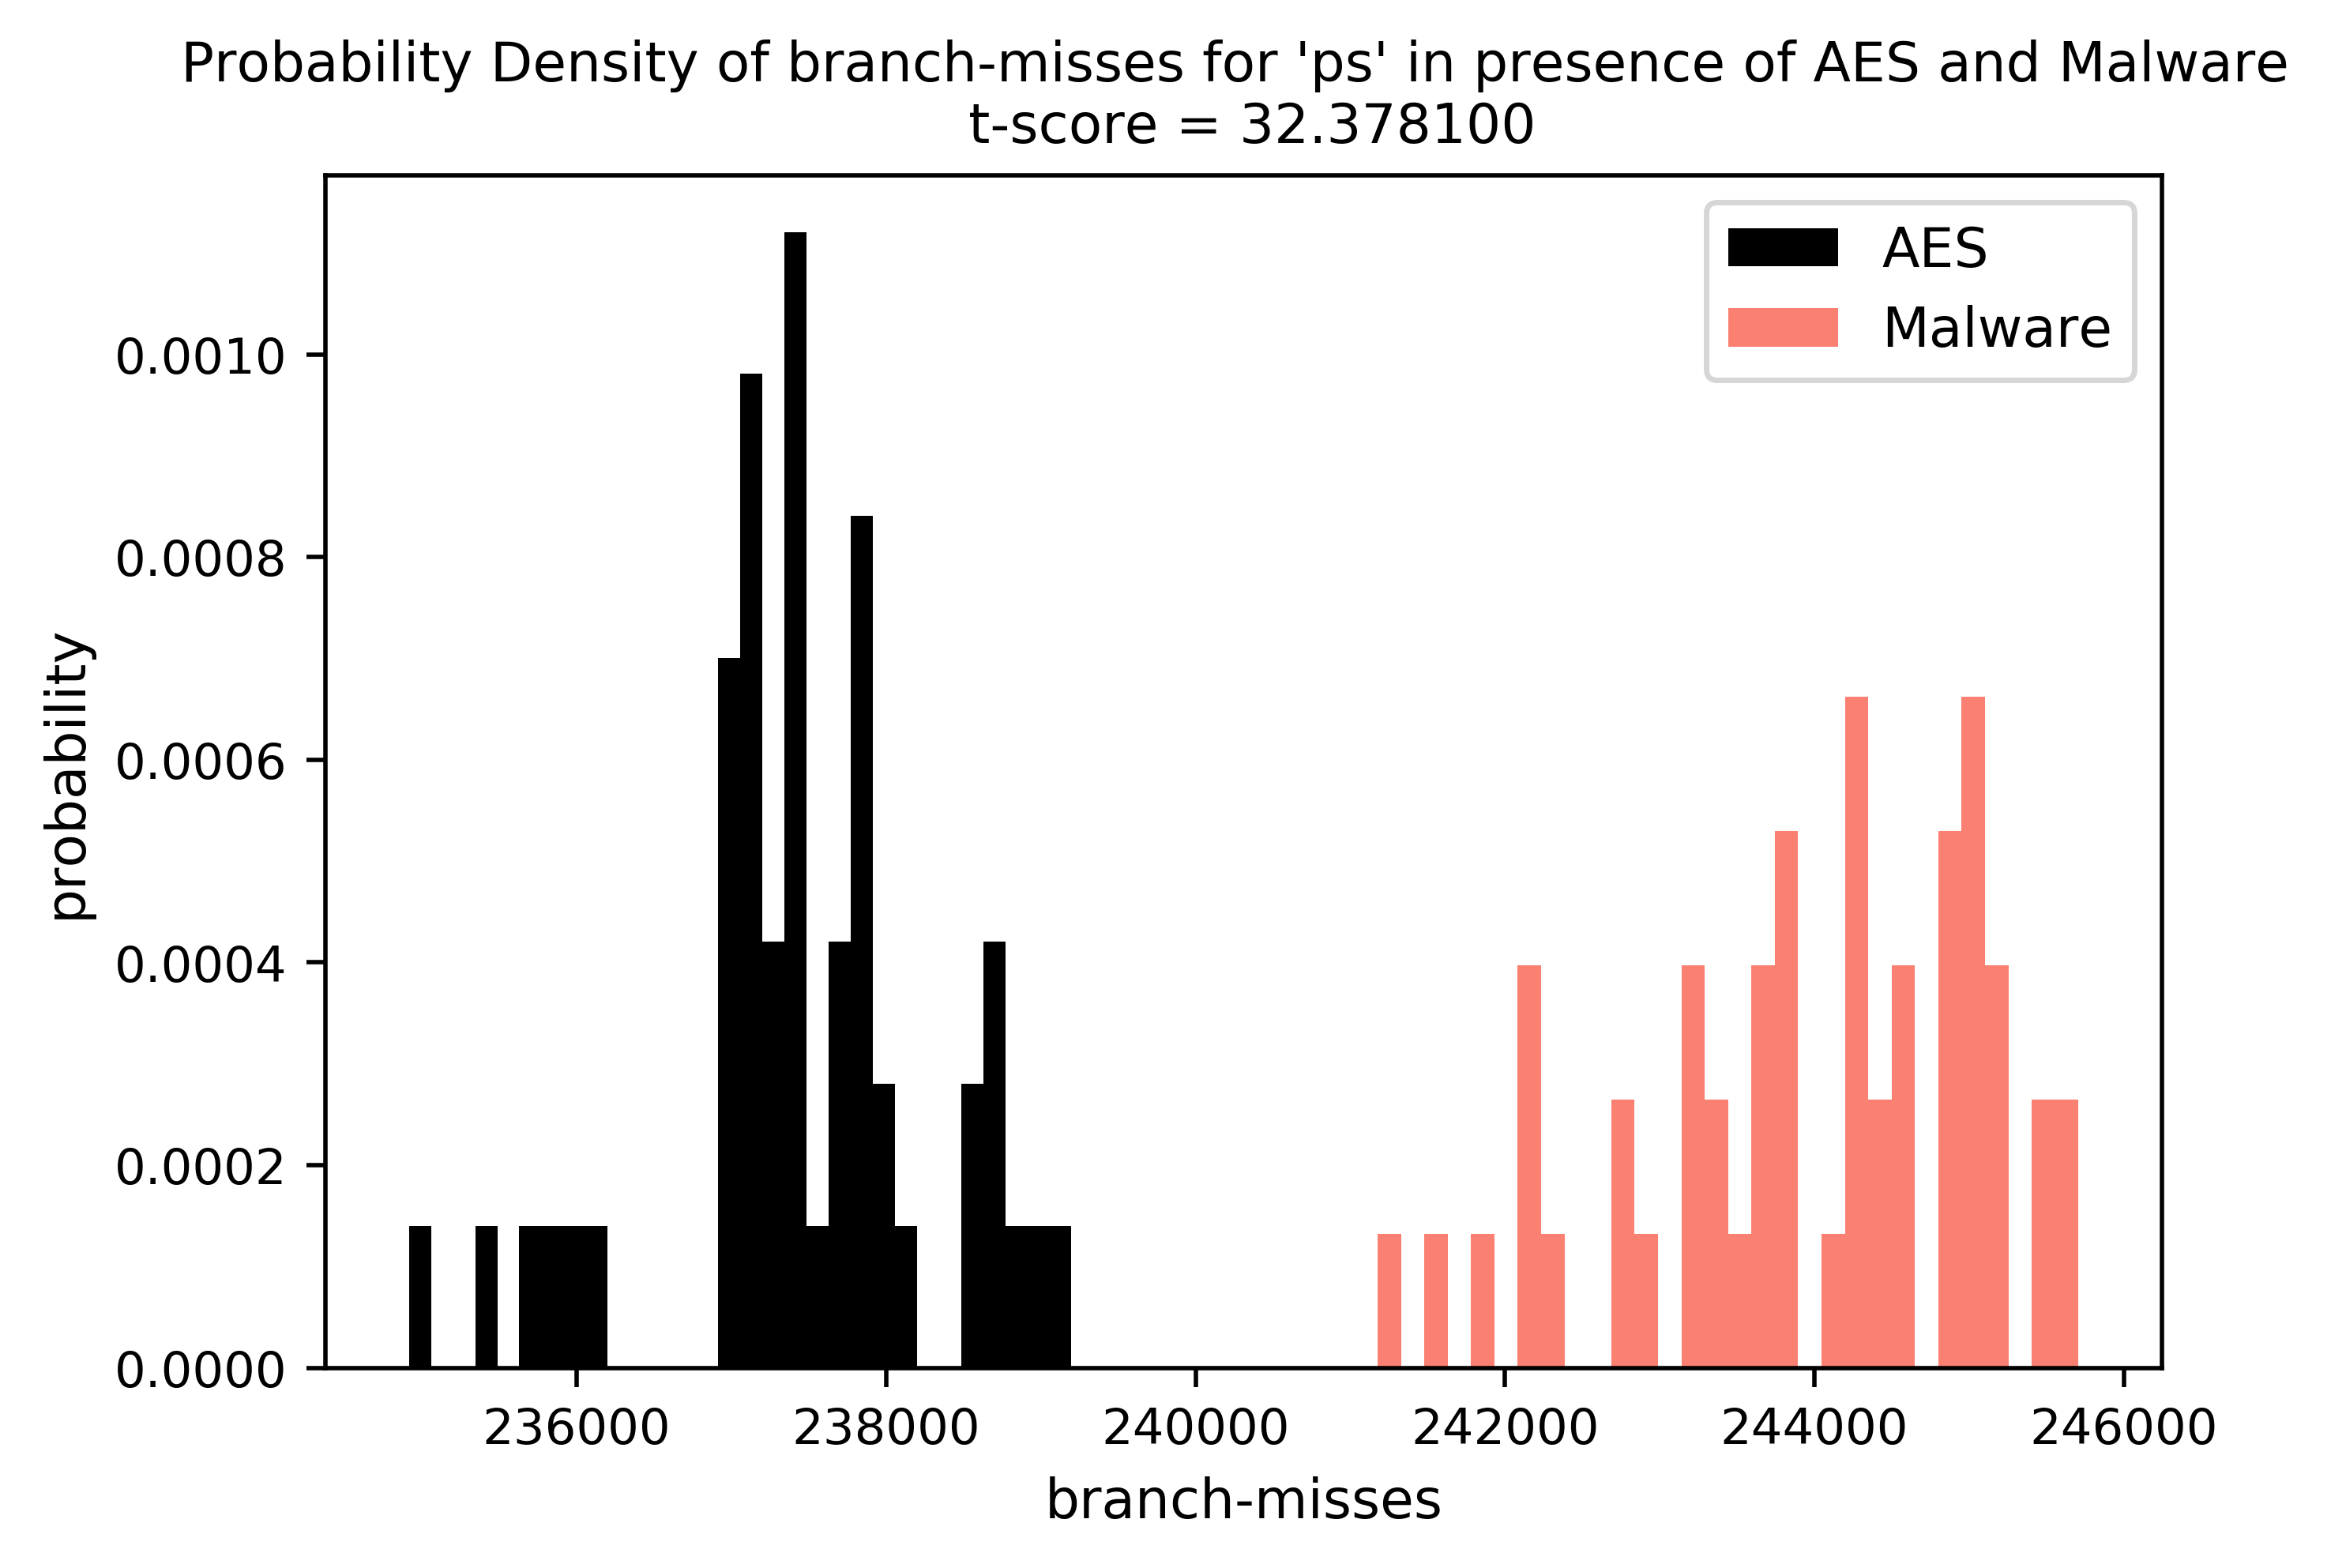 Probability Density of branch-misses for 'ps' in presence of AES and Malware
t-score = 32.378100
AES
Malware
0.0010
0.0008
0.0006
0.0004
0.0002
0.0000
probability
236000 238000 240000 242000 244000 246000
branch-misses